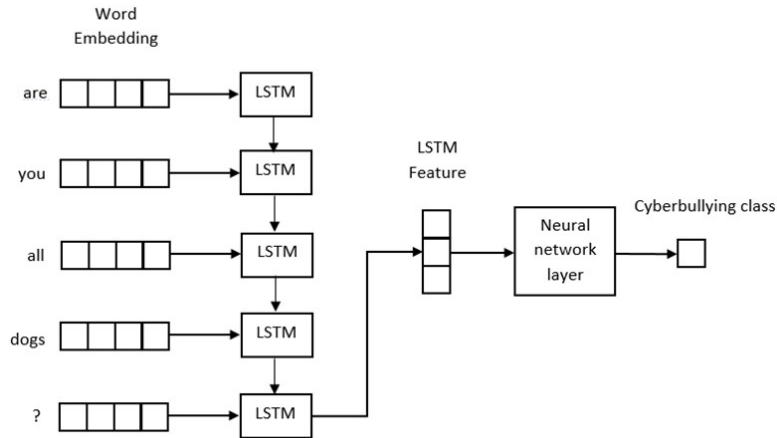 Word
Embedding
are
LSTM
you
LSTM
all
LSTM
dogs
LSTM
?
LSTM
LSTM
Feature
Neural
network
layer
Cyberbullying class